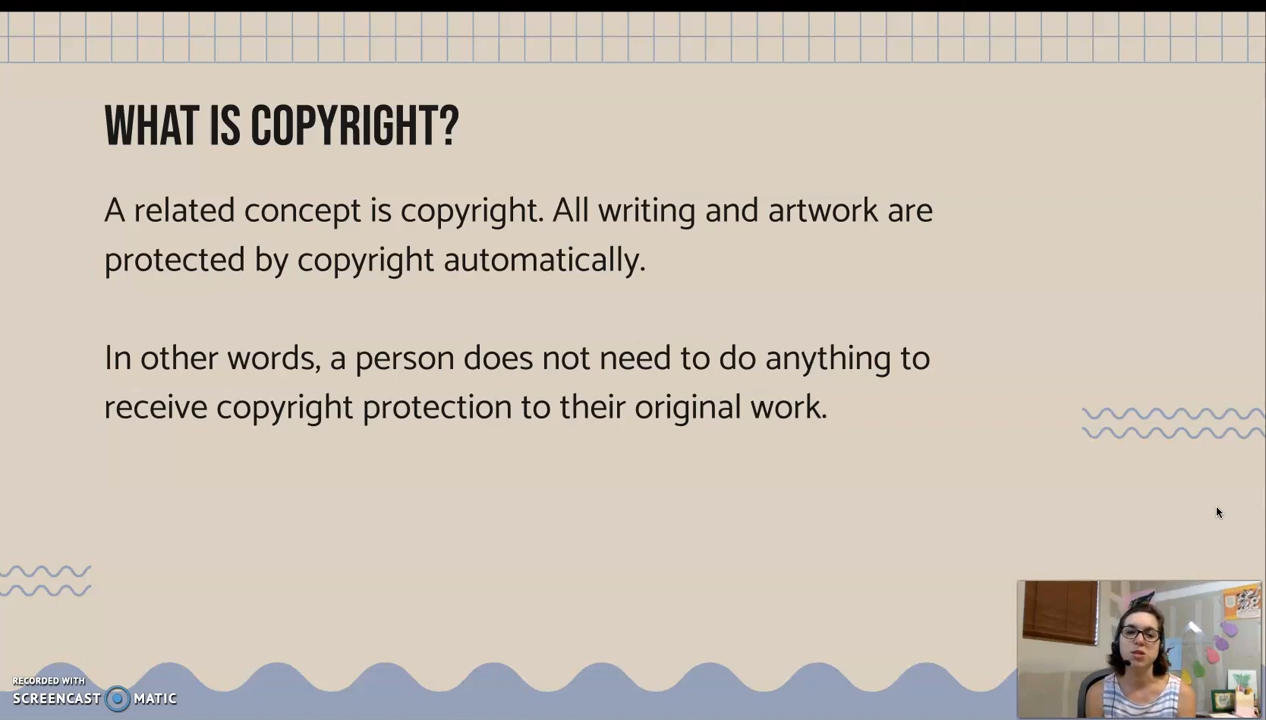 WHAT IS COPYRIGHT?
A related concept is copyright. All writing and artwork are
protected by copyright automatically.
In other words, a person does not need to do anything to
receive copyright protection to their original work.
RECORDED WITH
SCREENCAST MATIC